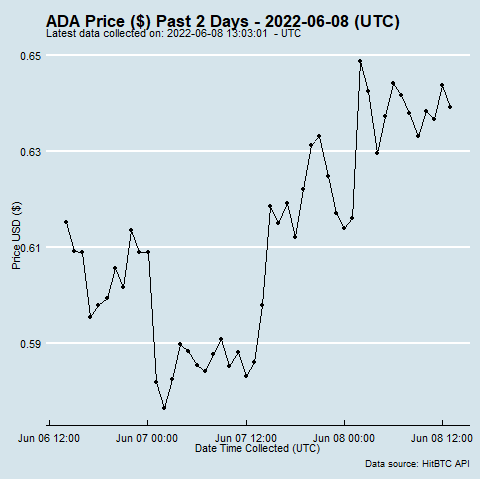 ADA Price ($) Past 2 Days - 2022-06-08 (UTC)
Latest data collected on: 2022-06-08 13:03:01 - UTC
0.65
0.63
0.61
0.59
Price USD ($)
Jun 06 12:00 Jun 07 00:00 Jun 07 12:00 Jun 08 00:00 Jun 08 12:00
Date Time Collected (UTC)
Data source: HitBTC API